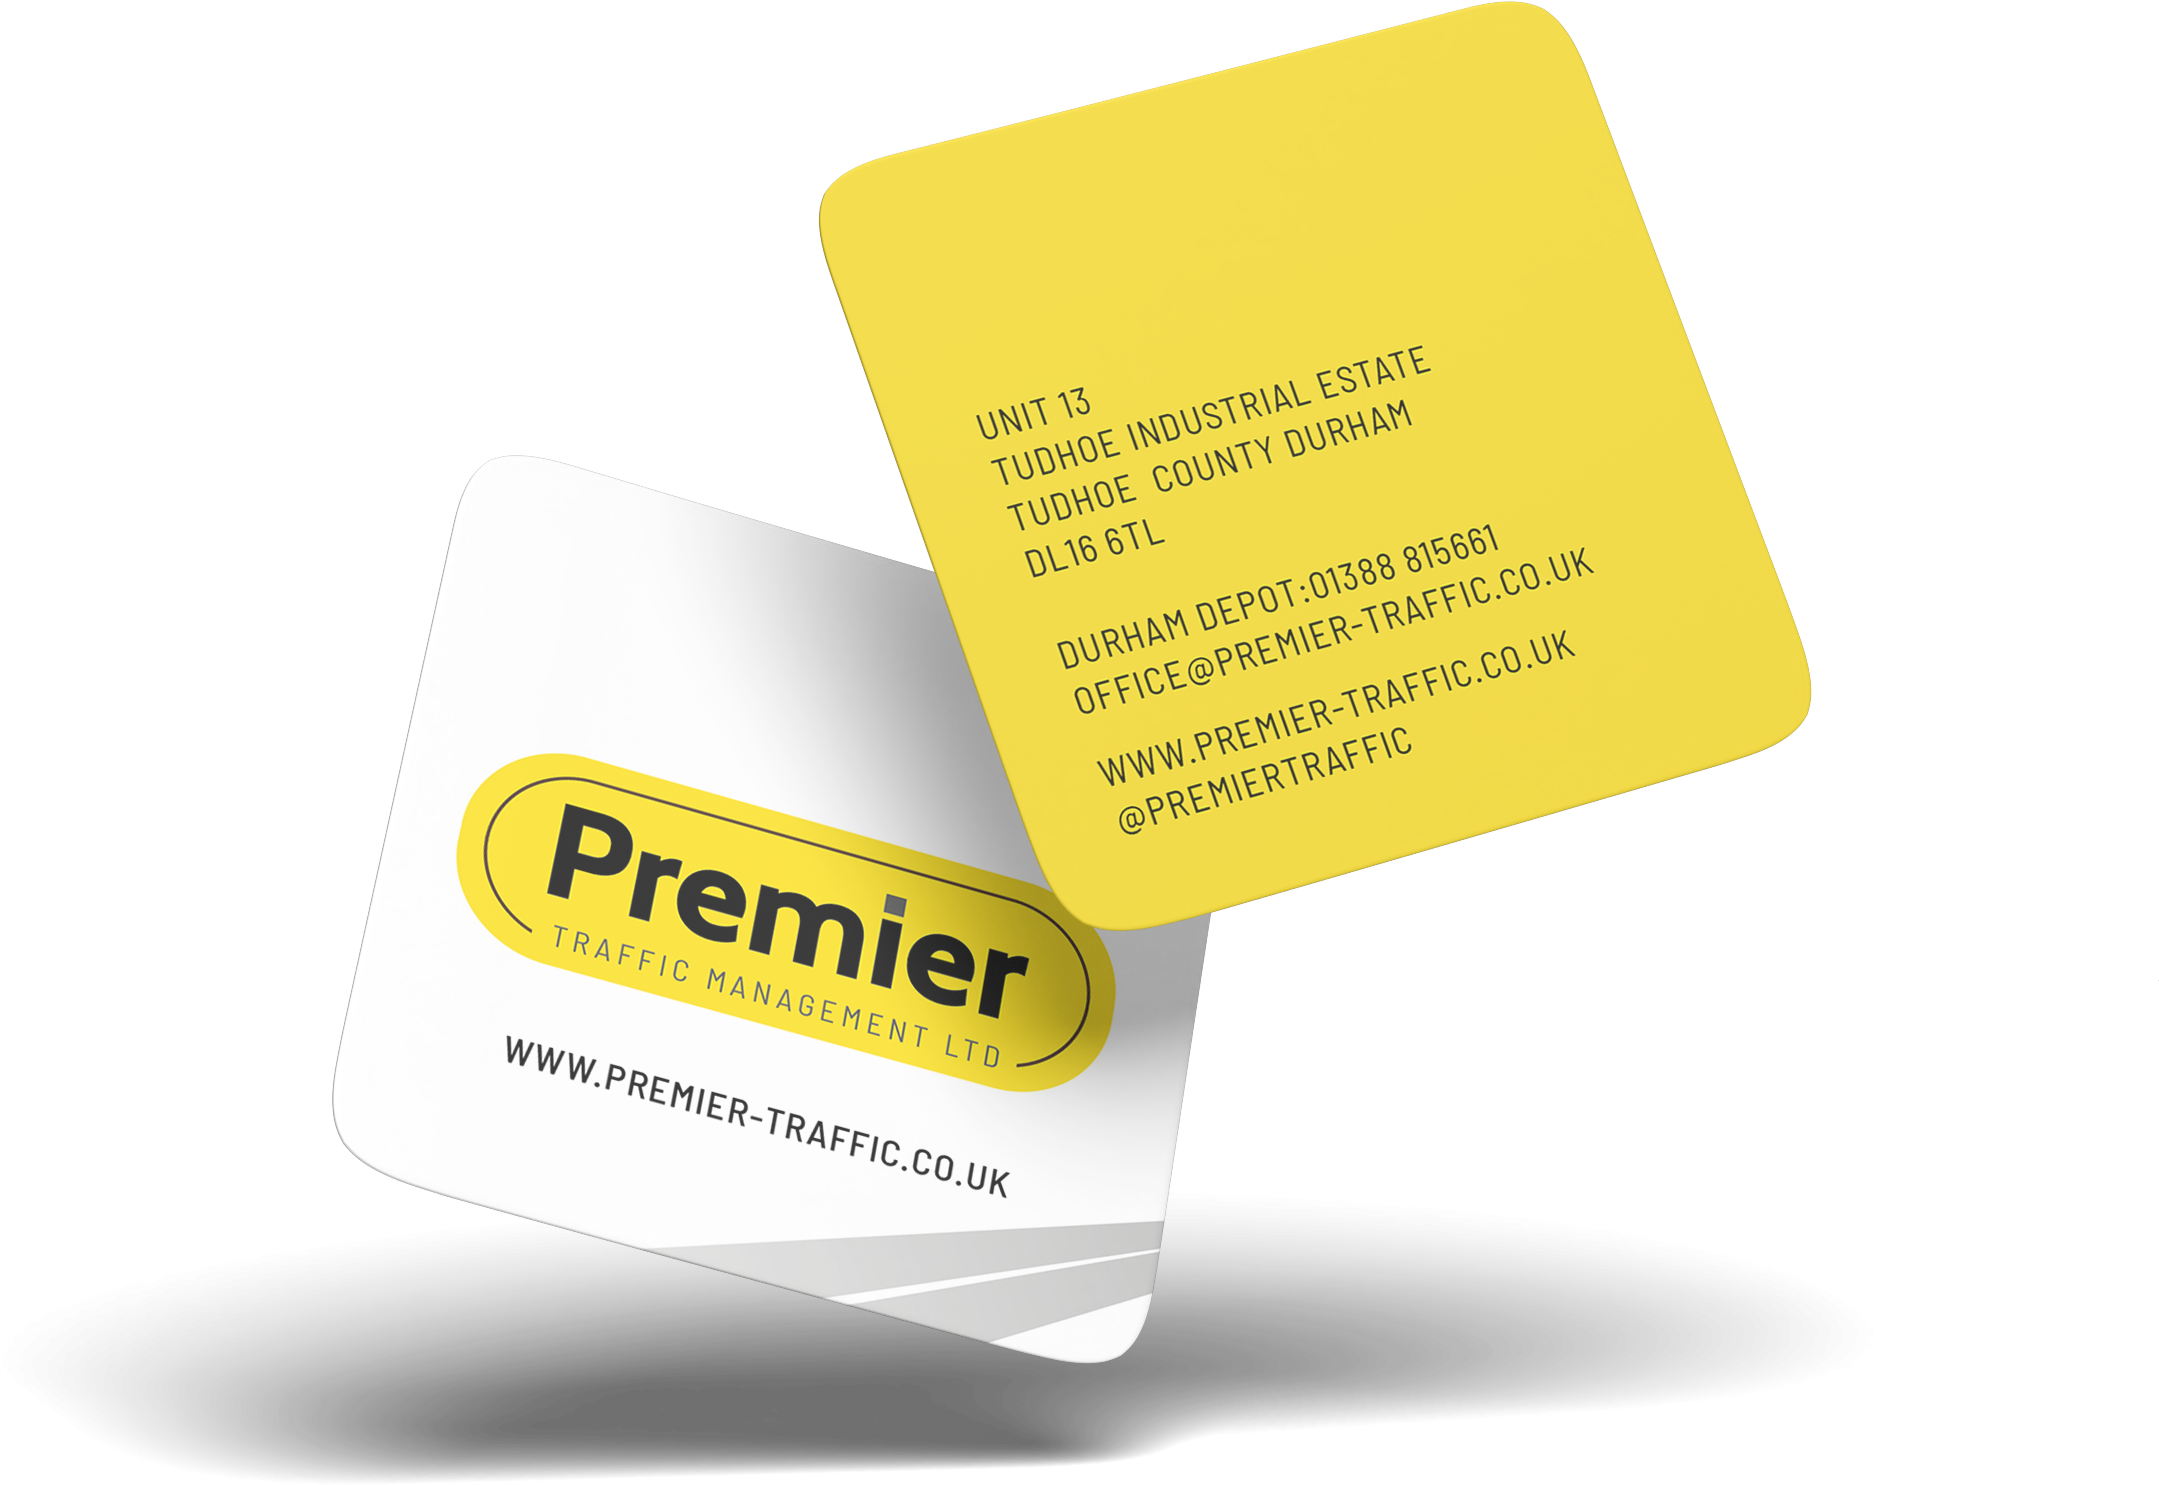 UNIT 13
TUDHOE INDUSTRIAL ESTATE
TUDHOE COUNTY DURHAM
DL16 6TL
DURHAM DEPOT:01388 815661
OFFICE@PREMIER-TRAFFIC.CO.UK
WWW.PREMIER-TRAFFIC.CO.UK
@PREMIERTRAFFIC
Premier
TRAFFIC MANAGEMENT LTD
WWW.PREMIER-TRAFFIC.CO.UK